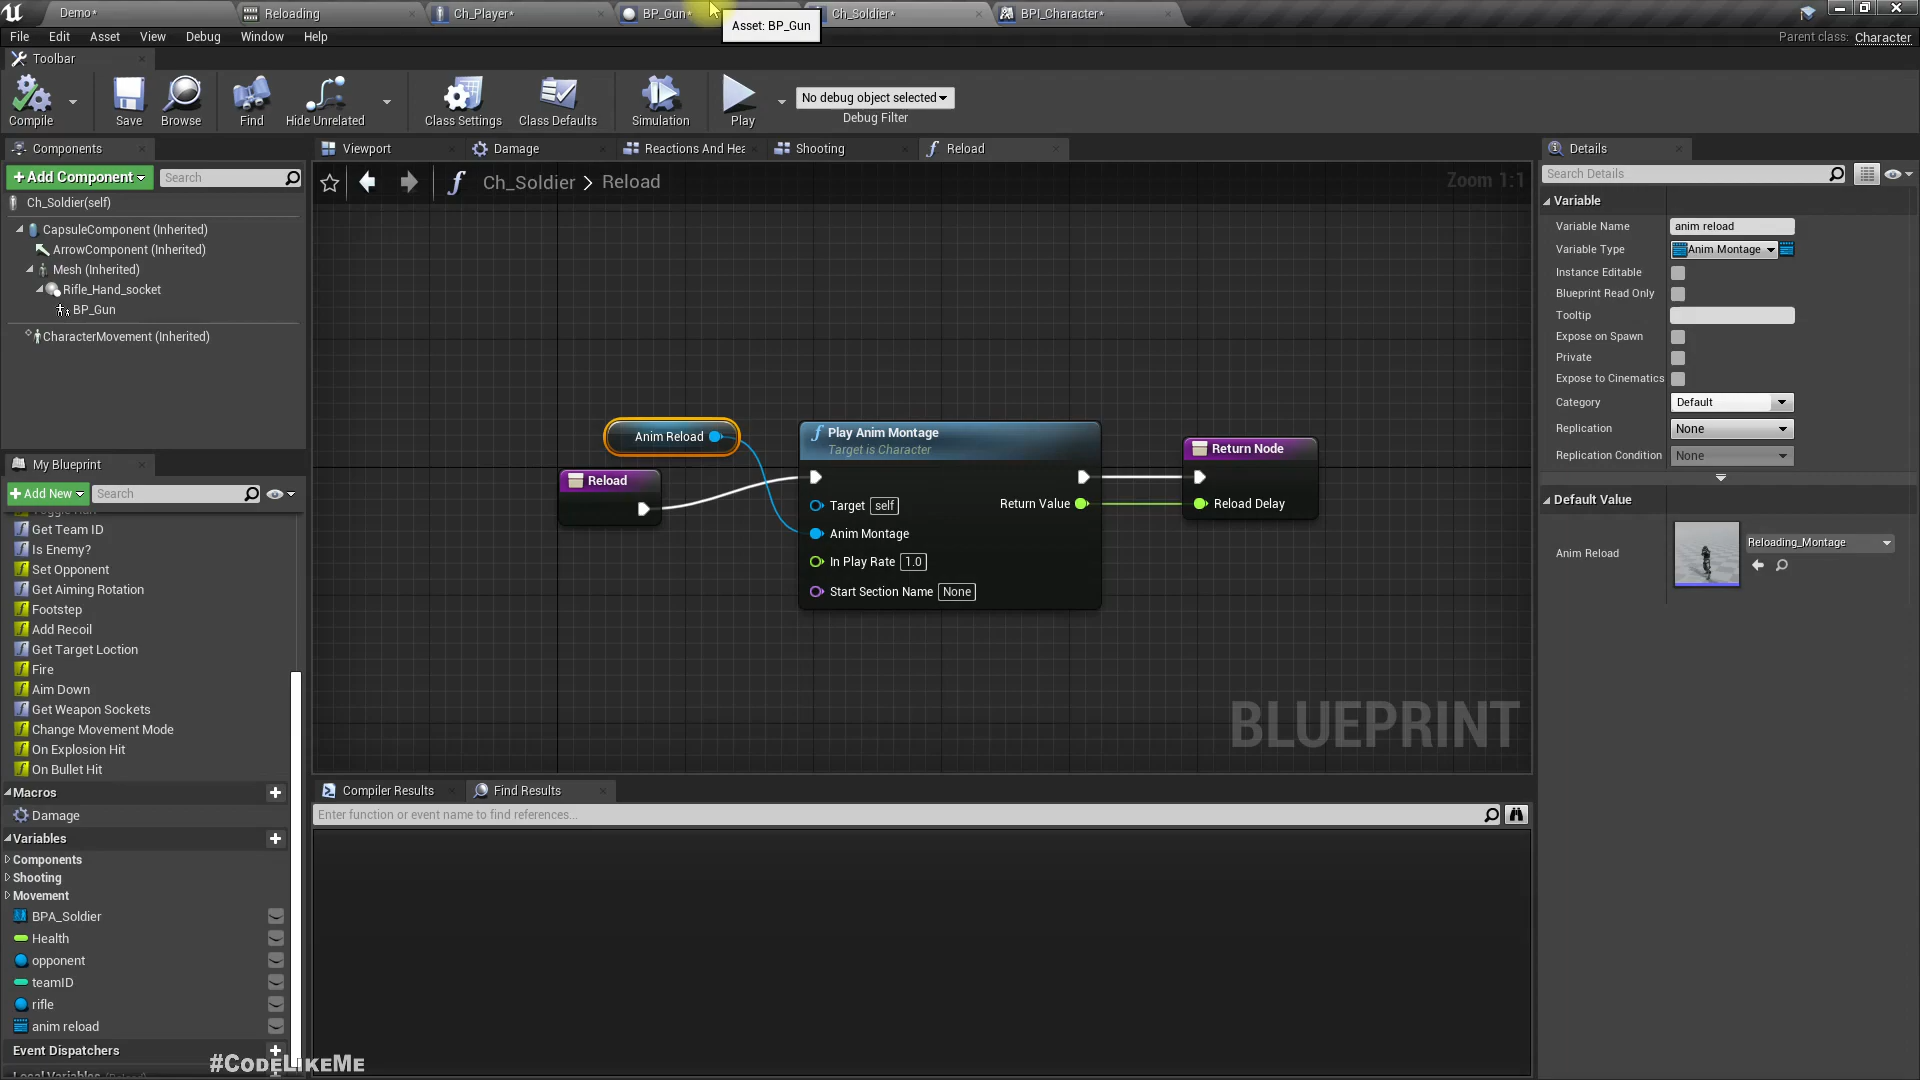 Demo*
Reloading
Ch_Player*
BP_Gun*
Ch_Soldier*
BPI_Character*
Asset: BP_Gun
File
Edit
Asset
View
Debug
Window
Help
Parent class: Character
Toolbar
Compile
Save
Browse
Find
Hide Unrelated
Class Settings
Class Defaults
Simulation
Play
No debug object selected
Debug Filter
Components
Add Component
Search
Ch_Soldier(self)
CapsuleComponent (Inherited)
ArrowComponent (Inherited)
Mesh (Inherited)
Rifle_Hand_socket
BP_Gun
CharacterMovement (Inherited)
My Blueprint
Add New
Search
Get Team ID
Is Enemy?
Set Opponent
Get Aiming Rotation
Footstep
Add Recoil
Get Target Loction
Fire
Aim Down
Get Weapon Sockets
Change Movement Mode
On Explosion Hit
On Bullet Hit
Macros
Damage
Variables
Components
Shooting
Movement
BPA_Soldier
Health
opponent
teamID
rifle
anim reload
Event Dispatchers
#CodeLikeMe
Viewport
Damage
Reactions And Hea
Shooting
Reload
Ch_Soldier > Reload
Zoom 1:1
Anim Reload
Reload
Play Anim Montage
Target is Character
Target self
Return Value
Anim Montage
In Play Rate 1.0
Start Section Name None
Return Node
Reload Delay
BLUEPRINT
Compiler Results
Find Results
Enter function or event name to find references...
Details
Search Details
Variable
Variable Name anim reload
Variable Type Anim Montage
Instance Editable
Blueprint Read Only
Tooltip
Expose on Spawn
Private
Expose to Cinematics
Category Default
Replication None
Replication Condition None
Default Value
Anim Reload
Reloading_Montage